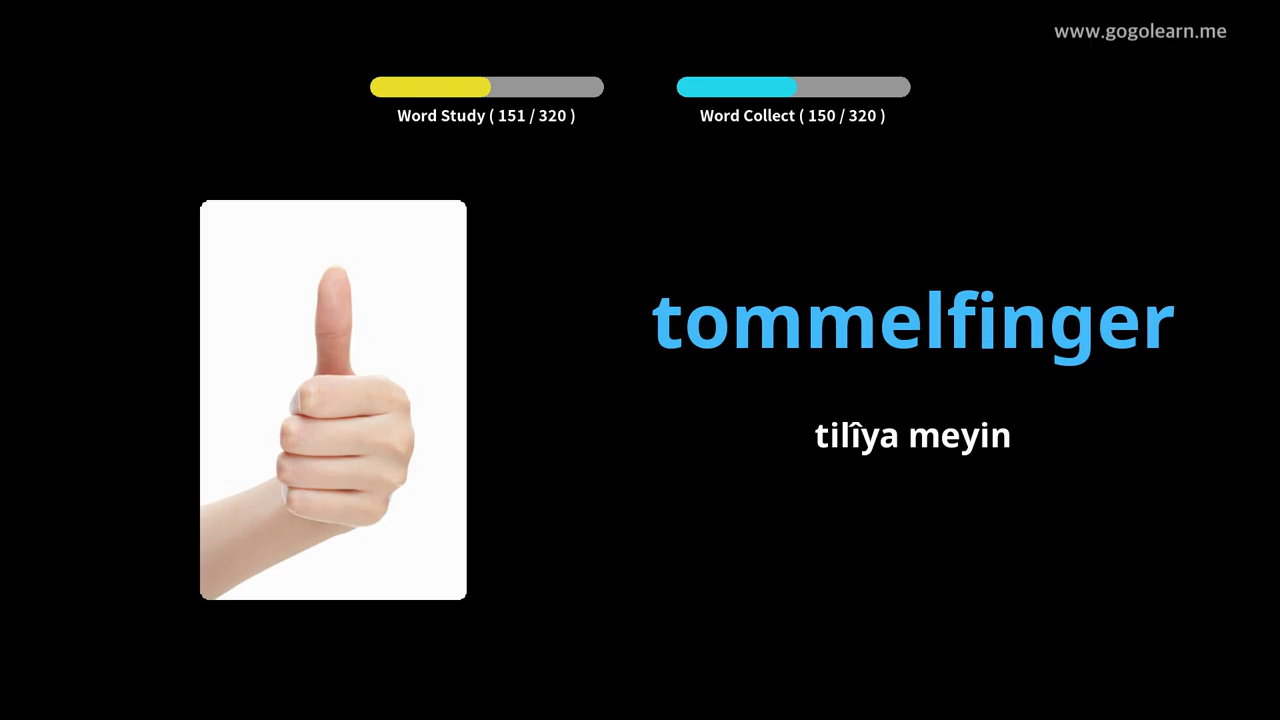 www.gogolearn.me
Word Study ( 151 / 320 )
Word Collect ( 150 / 320 )
tommelfinger
tilîya meyin